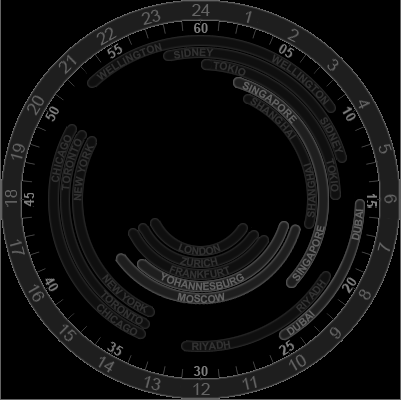 24
1
2
3
4
5
6
7
8
9
10
11
12
13
14
15
16
17
18
19
20
21
22
23
60
05
10
15
20
25
30
35
40
45
50
55
WELLINGTON
WELLINGTON
SiDNEY
SiDNEY
TOKIO
TOKIO
SINGAPORE
SINGAPORE
SHANGHAI
SHANGHAI
DUBAI
DUBAI
RIYADH
RIYADH
CHICAGO
TORONTO
NEW YORK
NEW YORK
TORONTO
CHICAGO
LONDON
ZURICH
FRANKFURT
YOHANNESBURG
MOSCOW